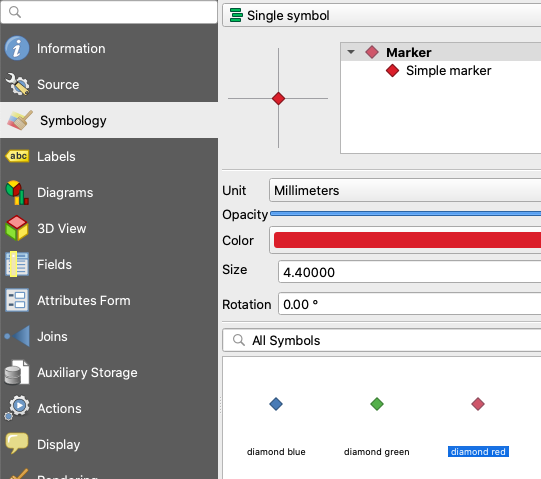 Information
Source
Symbology
abc Labels
Diagrams
3D View
Fields
Attributes Form
Joins
Auxiliary Storage
Actions
Display
Rendering
Single symbol
Marker
Simple marker
Unit Millimeters
Opacity
Color
Size 4.40000
Rotation 0.00 °
All Symbols
diamond blue diamond green diamond red